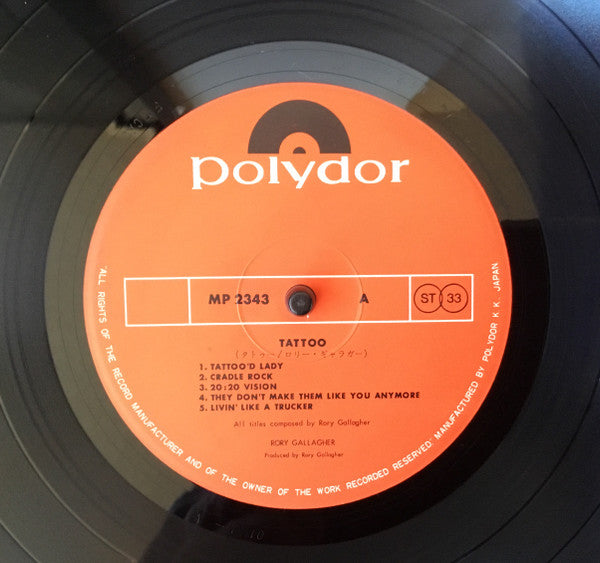 polydor
MP 2343 A ST 33
TATTOO
(タトゥー/ロリー・ギャラガー)
1. TATTOO'D LADY
2. CRADLE ROCK
3. 20:20 VISION
4. THEY DON'T MAKE THEM LIKE YOU ANYMORE
5. LIVIN' LIKE A TRUCKER
All titles composed by Rory Gallagher
RORY GALLAGHER
Produced by Rory Gallagher
ALL RIGHTS OF THE RECORD MANUFACTURER AND OF THE OWNER OF THE WORK RECORDED RESERVED. MANUFACTURED BY POLYDOR K.K. JAPAN